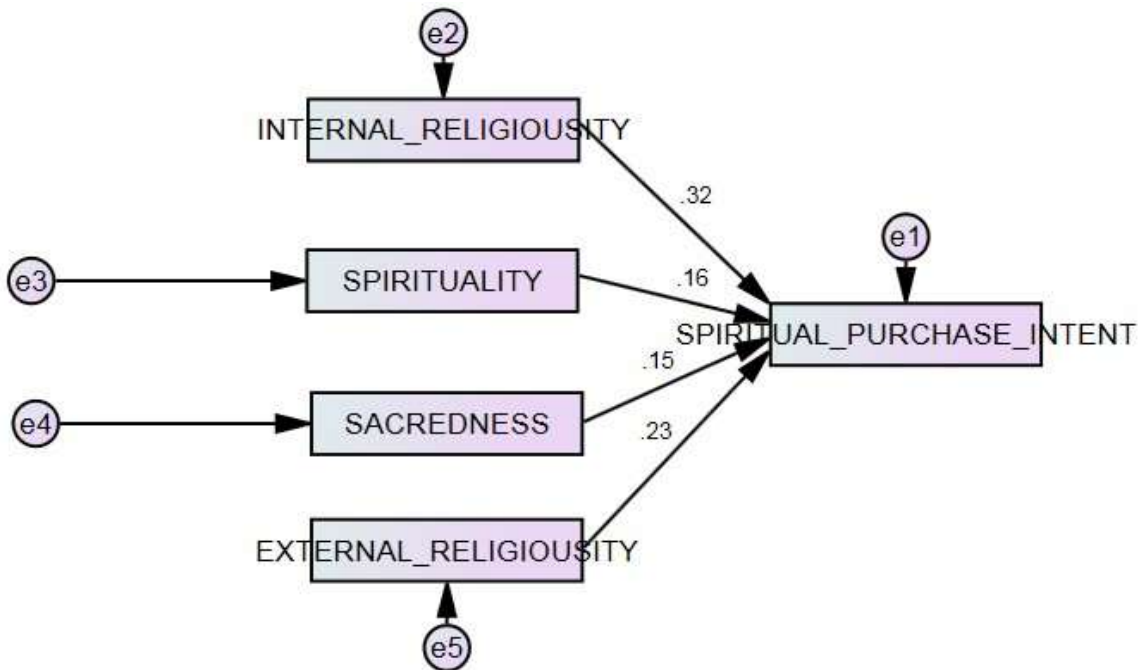 e2
INTERNAL_RELIGIOUSITY
.32
e1
e3
SPIRITUALITY
.16
SPIRITUAL_PURCHASE_INTENT
.15
e4
SACREDNESS
.23
EXTERNAL_RELIGIOUSITY
e5